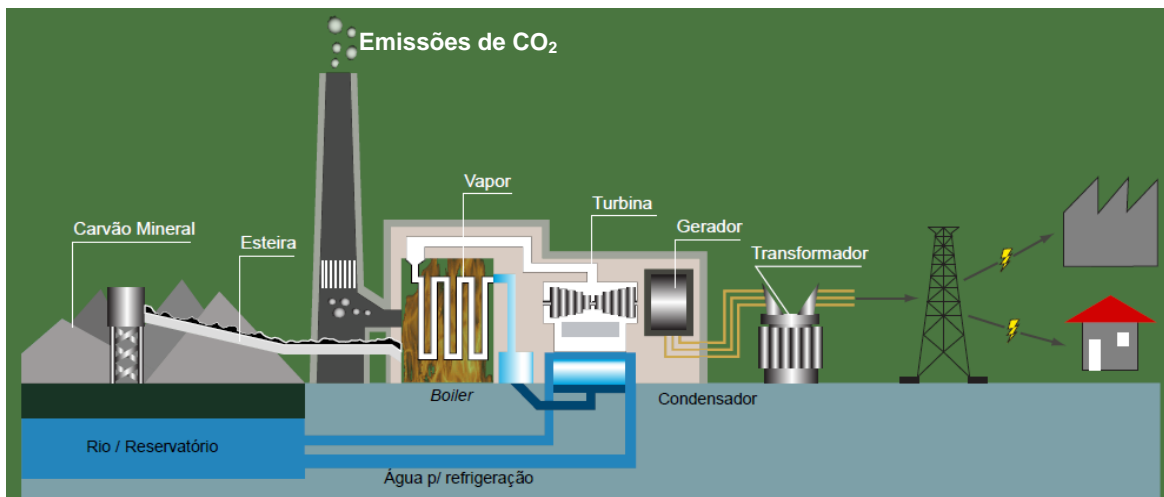 Emissões de CO₂
Vapor
Turbina
Carvão Mineral
Gerador
Esteira
Transformador
Boiler
Condensador
Rio / Reservatório
Água p/ refrigeração